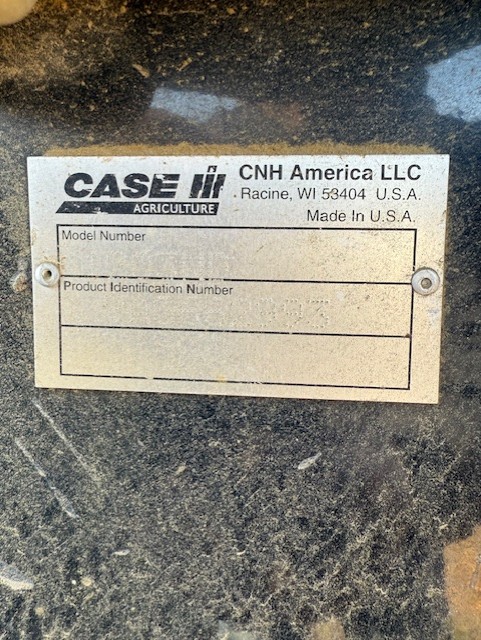 CASE IH
AGRICULTURE
CNH America LLC
Racine, WI 53404 U.S.A.
Made In U.S.A.
Model Number
Product Identification Number